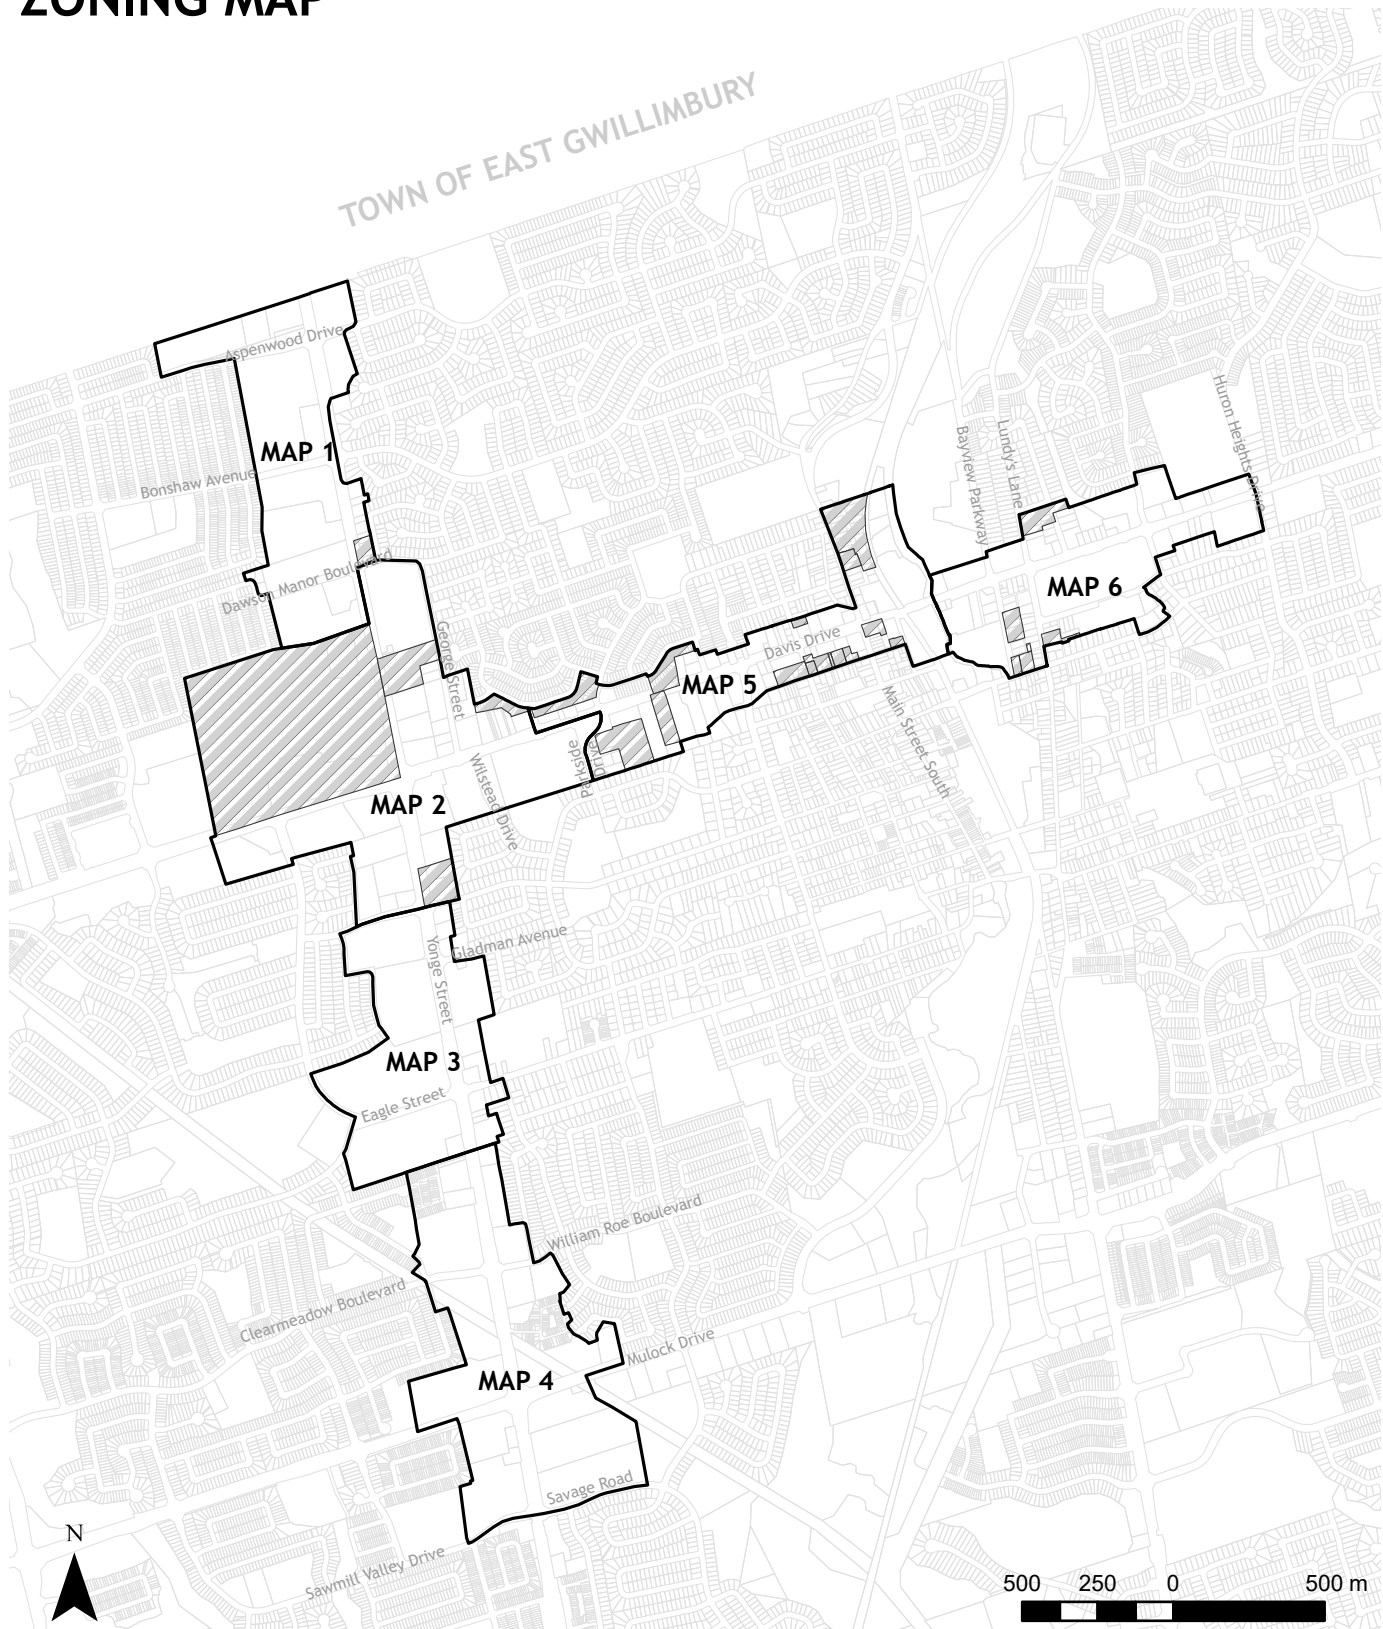 ZONING MAP
TOWN OF EAST GWILLIMBURY
Aspenwood Drive
MAP 1
Bonshaw Avenue
Dawson Manor Boulevard
Huron Heights Drive
Lundy's Lane
Bayview Parkway
MAP 6
George Street
Davis Drive
MAP 5
Main Street South
Parkside
Drive
Wilstead Drive
MAP 2
Gladman Avenue
Yonge Street
MAP 3
Eagle Street
William Roe Boulevard
Clearmeadow Boulevard
Mulock Drive
MAP 4
Savage Road
Sawmill Valley Drive
N
500 250 0 500 m